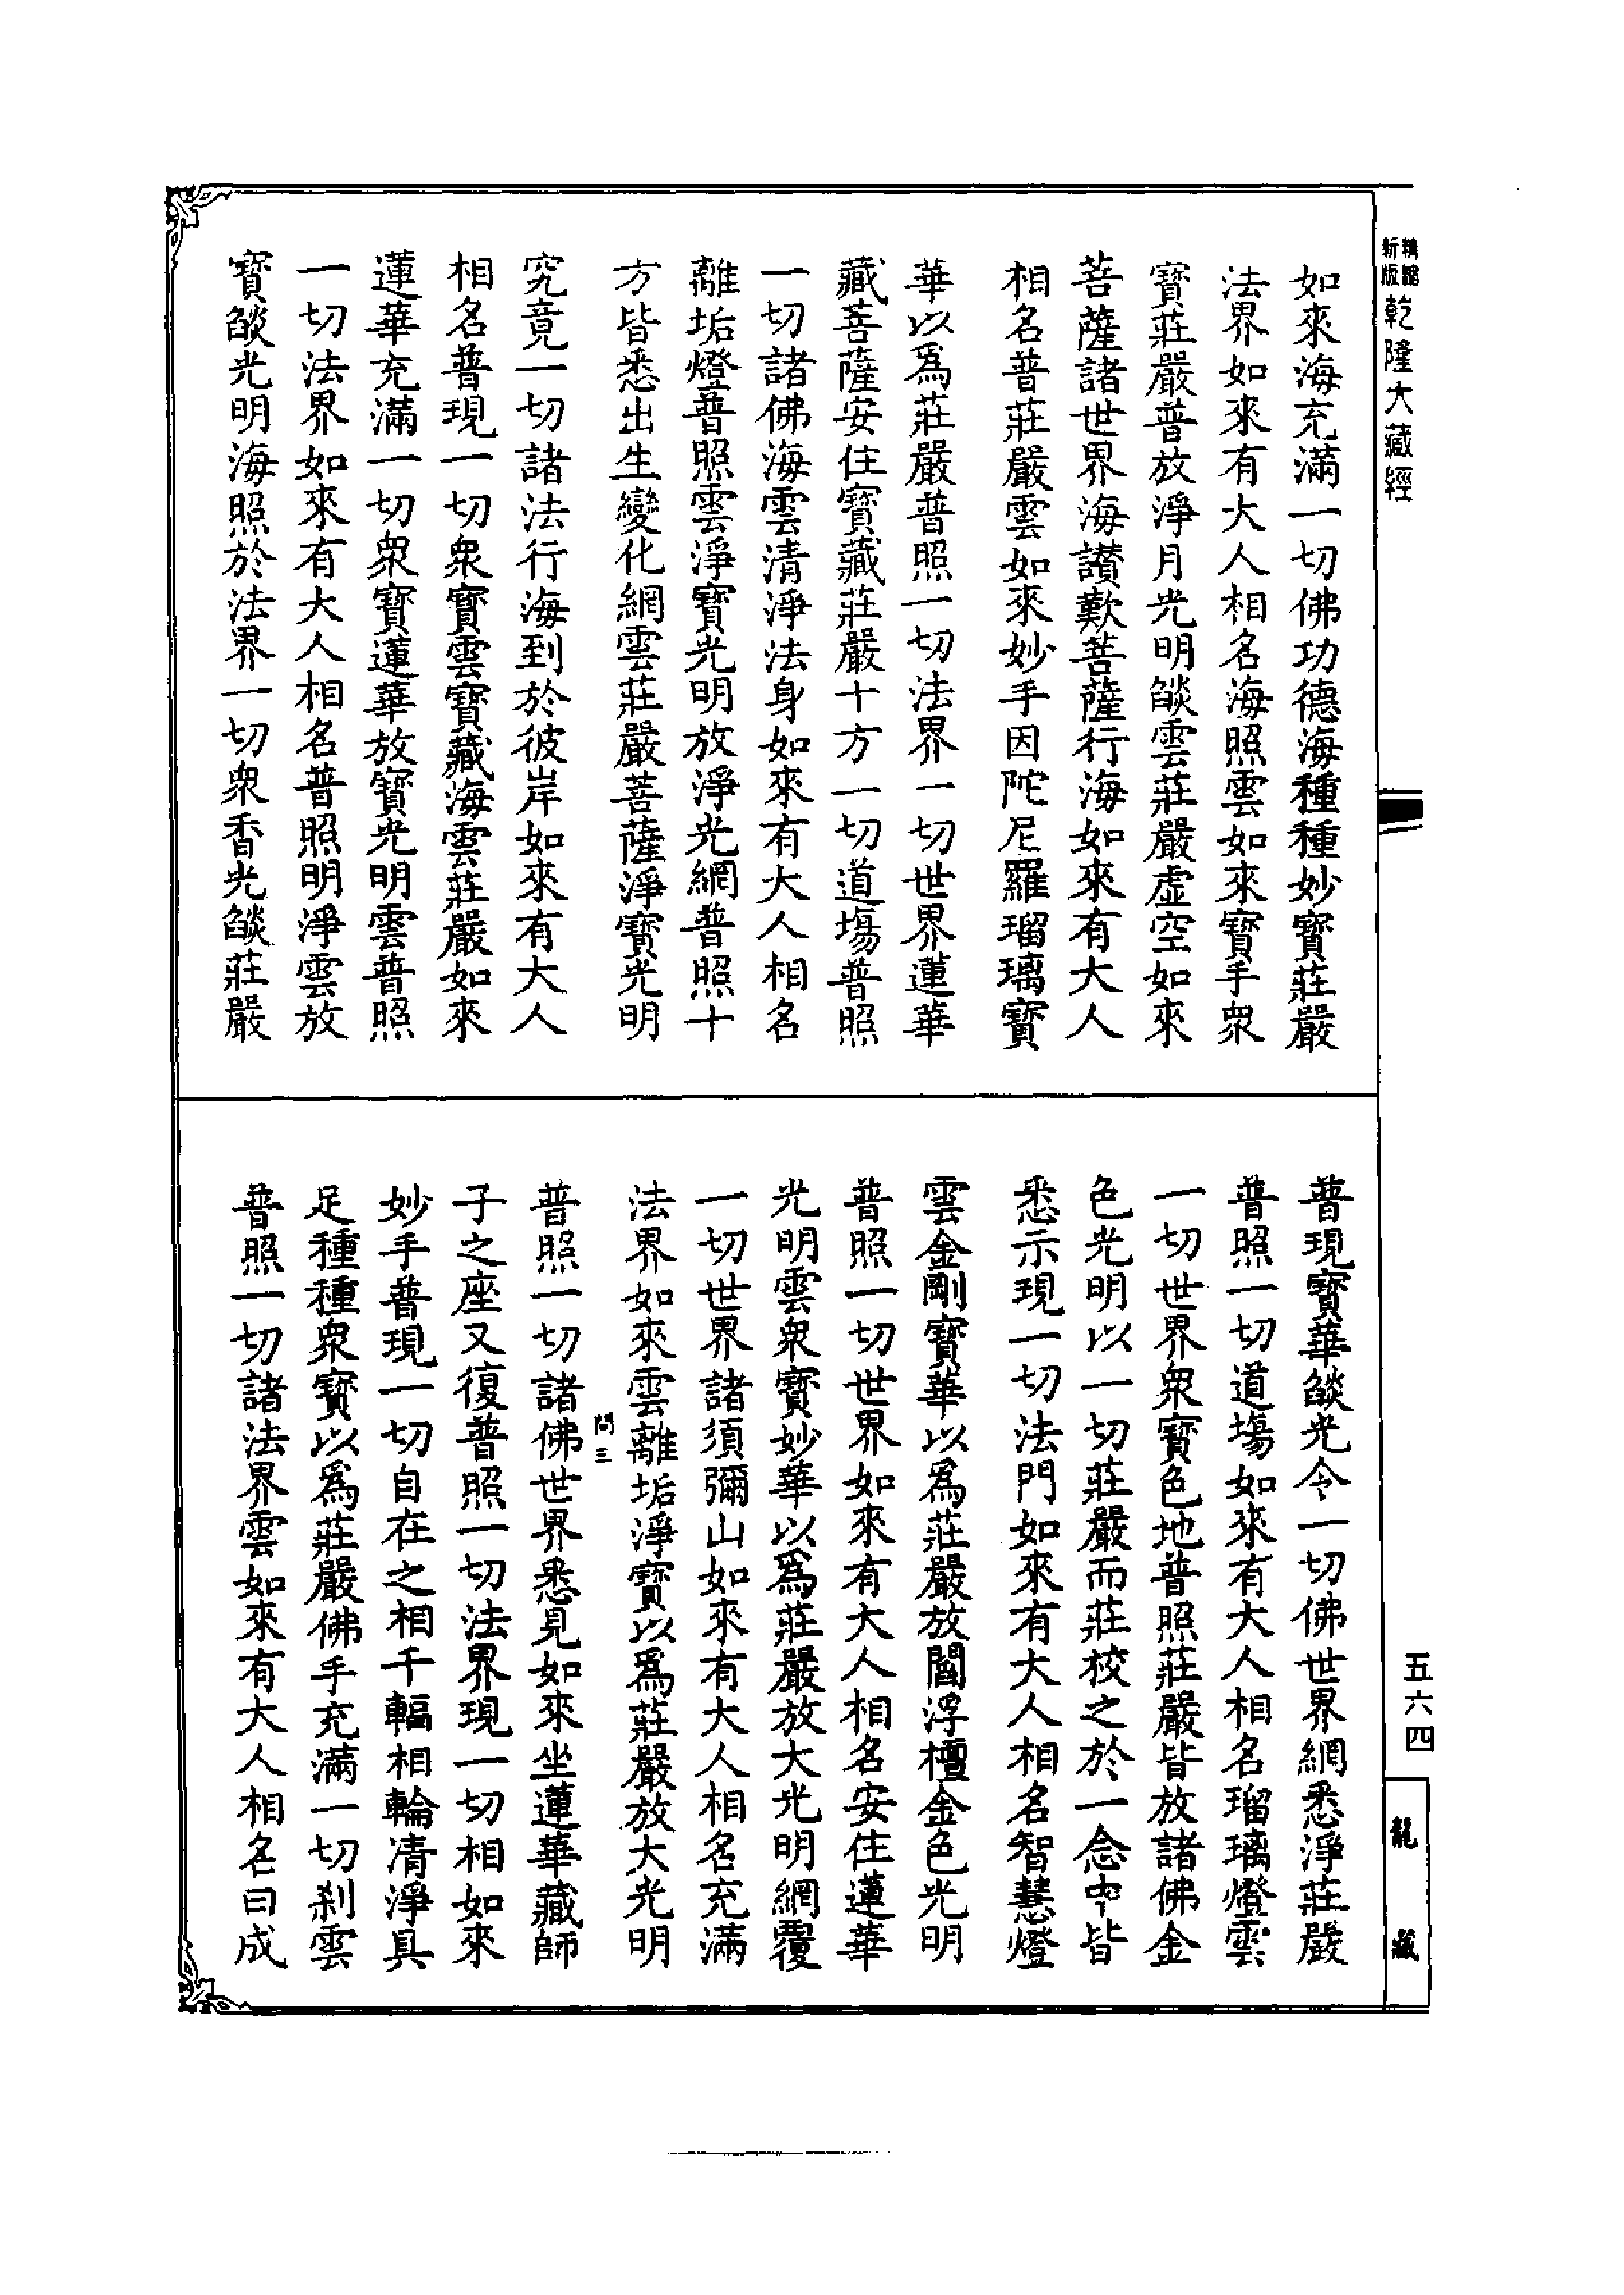 新版
精縮
乾隆大藏經
五六四
龍藏
如來海充滿一切佛功德海種種妙寶莊嚴
法界如來有大人相名海照雲如來寶手眾
寶莊嚴普放淨月光明燄雲莊嚴虛空如來
菩薩諸世界海讚歎菩薩行海如來有大人
相名普莊嚴雲如來妙手因陀尼羅瑠璃寶
華以爲莊嚴普照一切法界一切世界蓮華
藏菩薩安住寶藏莊嚴十方一切道場普照
一切諸佛海雲清淨法身如來有大人相名
離垢燈普照雲淨寶光明放淨光網普照十
方皆悉出生變化網雲莊嚴菩薩淨寶光明
究竟一切諸法行海到於彼岸如來有大人
相名普現一切眾寶雲寶藏海雲莊嚴如來
蓮華充滿一切眾寶蓮華放寶光明雲普照
一切法界如來有大人相名普照明淨雲放
寶燄光明海照於法界一切眾香光燄莊嚴
普現寶華燄光令一切佛世界網悉淨莊嚴
普照一切道場如來有大人相名瑠璃燈雲
一切世界眾寶色地普照莊嚴皆放諸佛金
色光明以一切莊嚴而莊校之於一念中皆
悉示現一切法門如來有大人相名智慧燈
雲金剛寶華以爲莊嚴放閻浮檀金色光明
普照一切世界如來有大人相名安住蓮華
光明雲眾寶妙華以爲莊嚴放大光明網覆
一切世界諸須彌山如來有大人相名充滿
法界如來雲離垢淨寶以爲莊嚴放大光明
問三
普照一切諸佛世界悉見如來坐蓮華藏師
子之座又復普照一切法界現一切相如來
妙手普現一切自在之相千輻相輪清淨具
足種種眾寶以爲莊嚴佛手充滿一切剎雲
普照一切諸法界雲如來有大人相名曰成